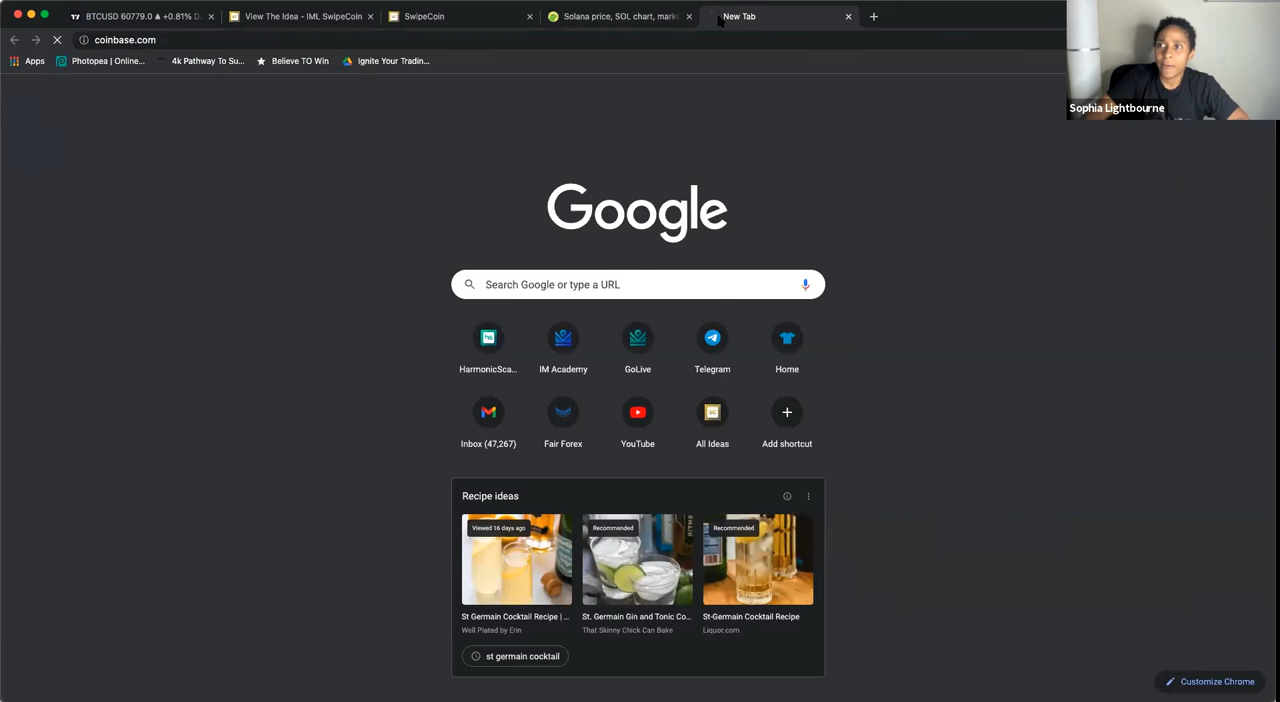 BTCUSD 60779.0 ▲ +0.81% D.
View The Idea - IML SwipeCoin
SwipeCoin
Solana price, SOL chart, marke
New Tab
coinbase.com
Apps
Photopea | Online...
4k Pathway To Su...
Believe TO Win
Ignite Your Tradin...
Sophia Lightbourne
Google
Search Google or type a URL
HarmonicSca...
IM Academy
GoLive
Telegram
Home
Inbox (47,267)
Fair Forex
YouTube
All Ideas
Add shortcut
Recipe ideas
Viewed 16 days ago
Recommended
Recommended
St Germain Cocktail Recipe | ...
St. Germain Gin and Tonic Co...
St-Germain Cocktail Recipe
Well Plated by Erin
That Skinny Chick Can Bake
Liquor.com
st germain cocktail
Customize Chrome